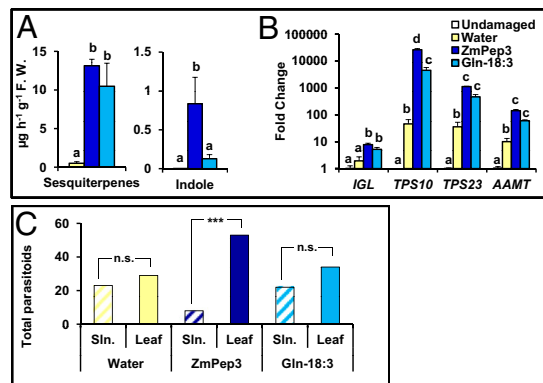 A
µg h⁻¹ g⁻¹ F. W.
15
10
5
0
a
b
b
Sesquiterpenes
1.5
1
0.5
0
a
b
a
Indole
B
Undamaged
Water
ZmPep3
Gln-18:3
Fold Change
100000
10000
1000
100
10
1
a a b b
a b d c
a b c c
a b c c
IGL TPS10 TPS23 AAMT
C
Total parasitoids
60
40
20
0
n.s. *** n.s.
Sln. Leaf Sln. Leaf Sln. Leaf
Water ZmPep3 Gln-18:3